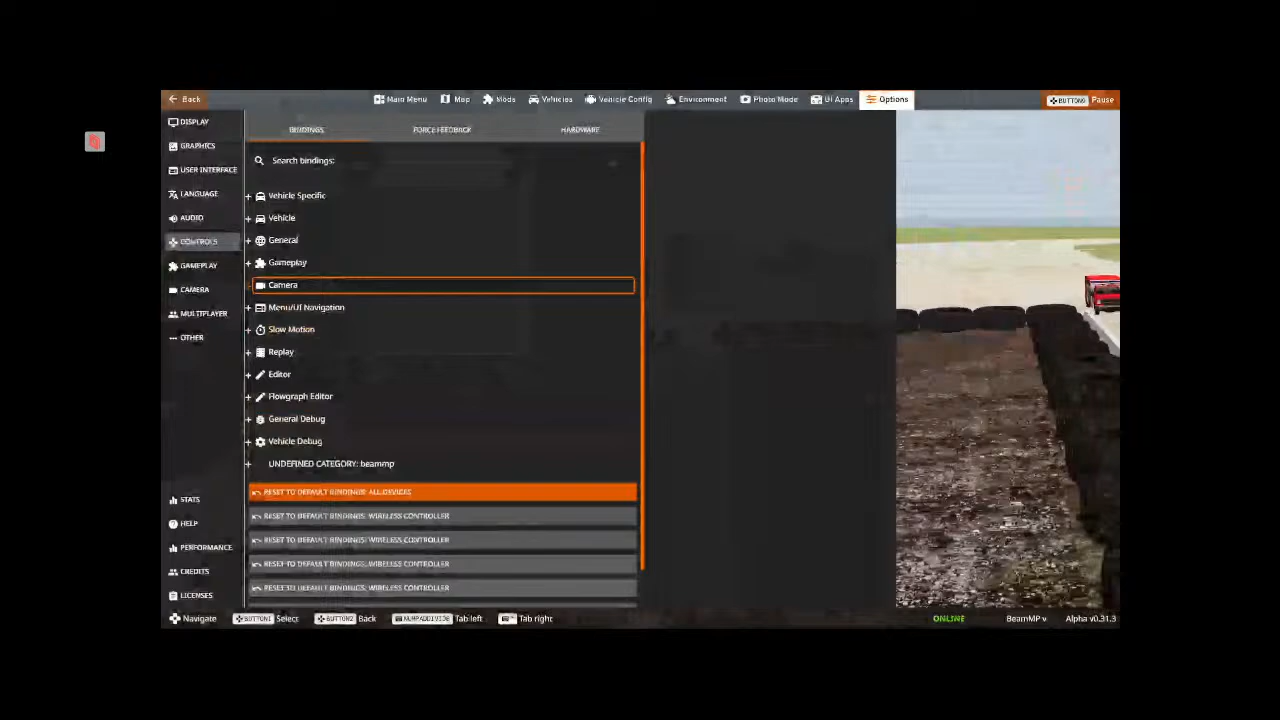 Back
Main Menu
Map
Mods
Vehicles
Vehicle Config
Environment
Photo Mode
UI Apps
Options
BUTTON9 Pause
DISPLAY
GRAPHICS
USER INTERFACE
LANGUAGE
AUDIO
CONTROLS
GAMEPLAY
CAMERA
MULTIPLAYER
OTHER
STATS
HELP
PERFORMANCE
CREDITS
LICENSES
BINDINGS
FORCE FEEDBACK
HARDWARE
Search bindings:
+ Vehicle Specific
+ Vehicle
+ General
+ Gameplay
Camera
+ Menu/UI Navigation
+ Slow Motion
+ Replay
+ Editor
+ Flowgraph Editor
+ General Debug
+ Vehicle Debug
+ UNDEFINED CATEGORY: beammp
RESET TO DEFAULT BINDINGS: ALL DEVICES
RESET TO DEFAULT BINDINGS: WIRELESS CONTROLLER
RESET TO DEFAULT BINDINGS: WIRELESS CONTROLLER
RESET TO DEFAULT BINDINGS: WIRELESS CONTROLLER
RESET TO DEFAULT BINDINGS: WIRELESS CONTROLLER
Navigate
BUTTON1 Select
BUTTON2 Back
NUMPADDIVIDE Tab left
Tab right
ONLINE
BeamMP v
Alpha v0.31.3